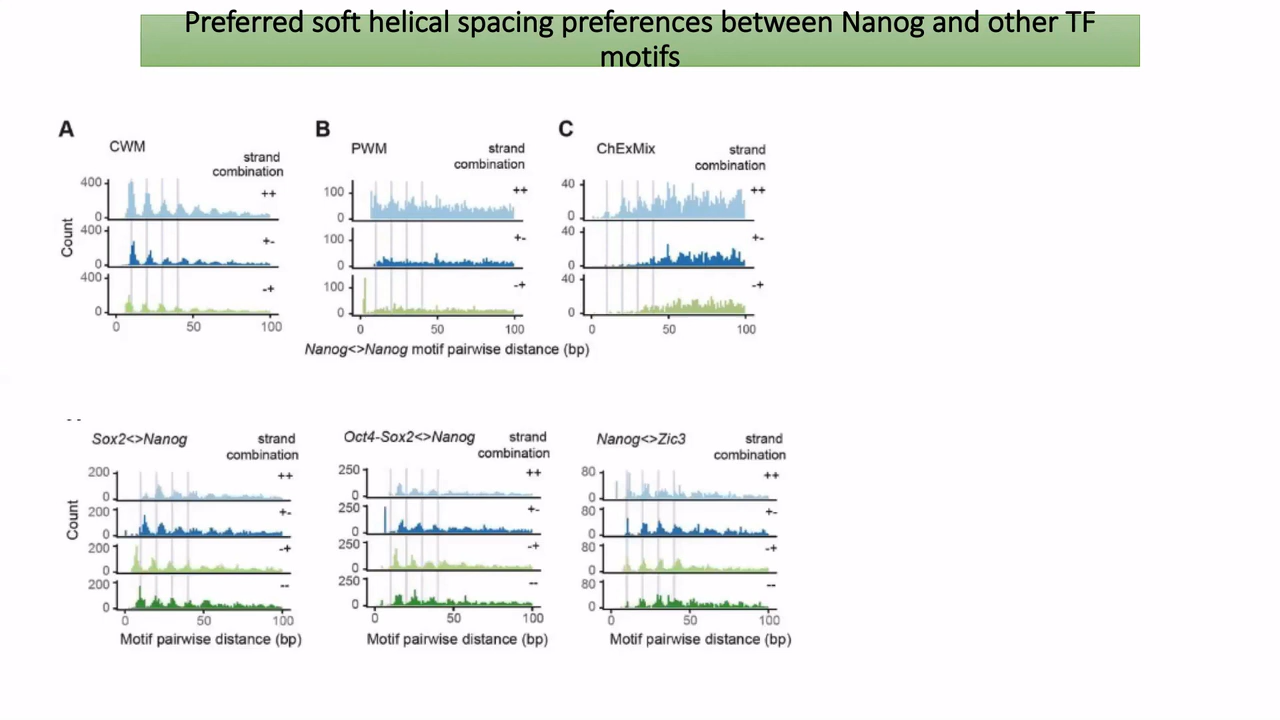 Preferred soft helical spacing preferences between Nanog and other TF
motifs
A
CWM
strand
combination
400
0
++
400
0
+-
400
0
-+
Count
0 50 100
B
PWM
strand
combination
100
0
++
100
0
+-
100
0
-+
0 50 100
C
ChExMix
strand
combination
40
0
++
40
0
+-
40
0
-+
0 50 100
Nanog<>Nanog motif pairwise distance (bp)
Sox2<>Nanog
strand
combination
200
0
++
200
0
+-
200
0
-+
200
0
--
Count
0 50 100
Motif pairwise distance (bp)
Oct4-Sox2<>Nanog
strand
combination
250
0
++
250
0
+-
250
0
-+
250
0
--
0 50 100
Motif pairwise distance (bp)
Nanog<>Zic3
strand
combination
80
0
++
80
0
+-
80
0
-+
80
0
--
0 50 100
Motif pairwise distance (bp)